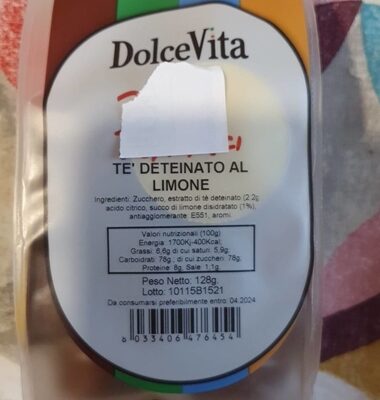 DolceVita
TE' DETEINATO AL
LIMONE
Ingredienti: Zucchero, estratto di tè deteinato (2.2g
acido citrico, succo di limone disidratato (1%),
antiagglomerante: E551, aromi.
Valori nutrizionali (100g)
Energia: 1700Kj-400Kcal;
Grassi: 6,6g di cui saturi: 5,9g;
Carboidrati: 78g ; di cui zuccheri: 78g;
Proteine: 8g, Sale: 1,1g.
Peso Netto: 128g.
Lotto: 10115B1521
Da consumarsi preferibilmente entro: 04.2024
6 033406 476454